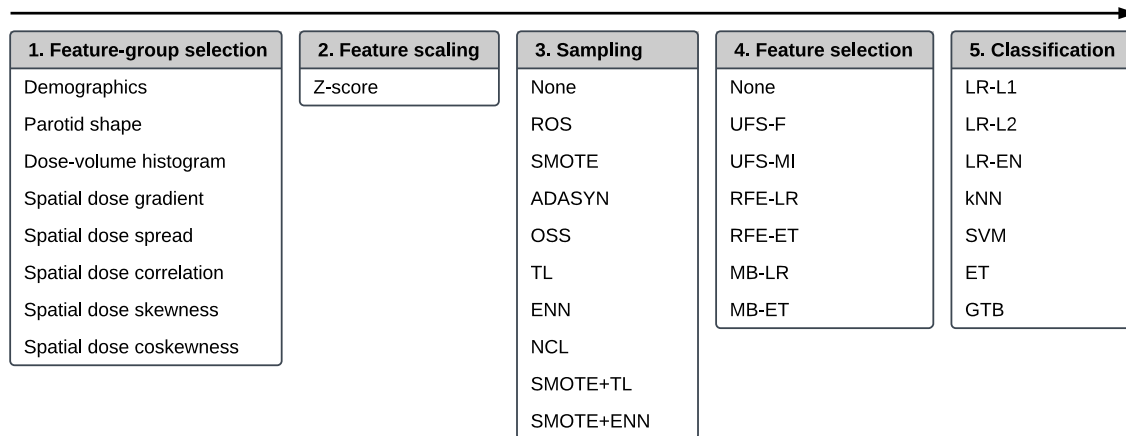 1. Feature-group selection
Demographics
Parotid shape
Dose-volume histogram
Spatial dose gradient
Spatial dose spread
Spatial dose correlation
Spatial dose skewness
Spatial dose coskewness
2. Feature scaling
Z-score
3. Sampling
None
ROS
SMOTE
ADASYN
OSS
TL
ENN
NCL
SMOTE+TL
SMOTE+ENN
4. Feature selection
None
UFS-F
UFS-MI
RFE-LR
RFE-ET
MB-LR
MB-ET
5. Classification
LR-L1
LR-L2
LR-EN
kNN
SVM
ET
GTB